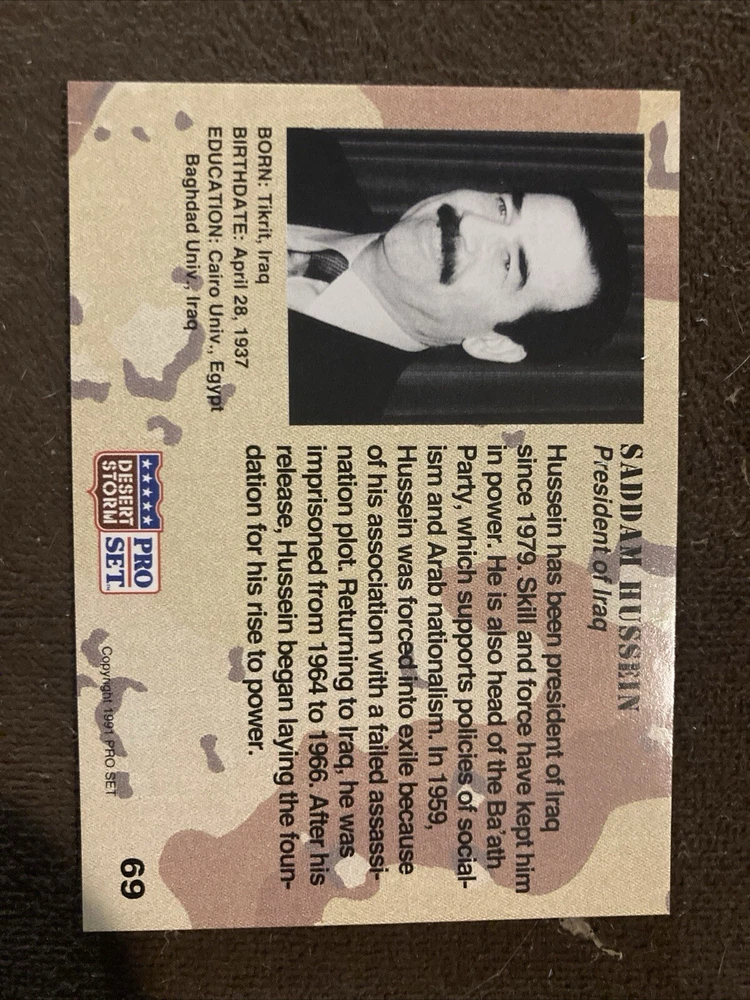 SADDAM HUSSEIN
President of Iraq
Hussein has been president of Iraq
since 1979. Skill and force have kept him
in power. He is also head of the Ba'ath
Party, which supports policies of social-
ism and Arab nationalism. In 1959,
Hussein was forced into exile because
of his association with a failed assassi-
nation plot. Returning to Iraq, he was
imprisoned from 1964 to 1966. After his
release, Hussein began laying the foun-
dation for his rise to power.
BORN: Tikrit, Iraq
BIRTHDATE: April 28, 1937
EDUCATION: Cairo Univ., Egypt
Baghdad Univ., Iraq
DESERT
STORM
PRO
SET™
Copyright 1991 PRO SET
69